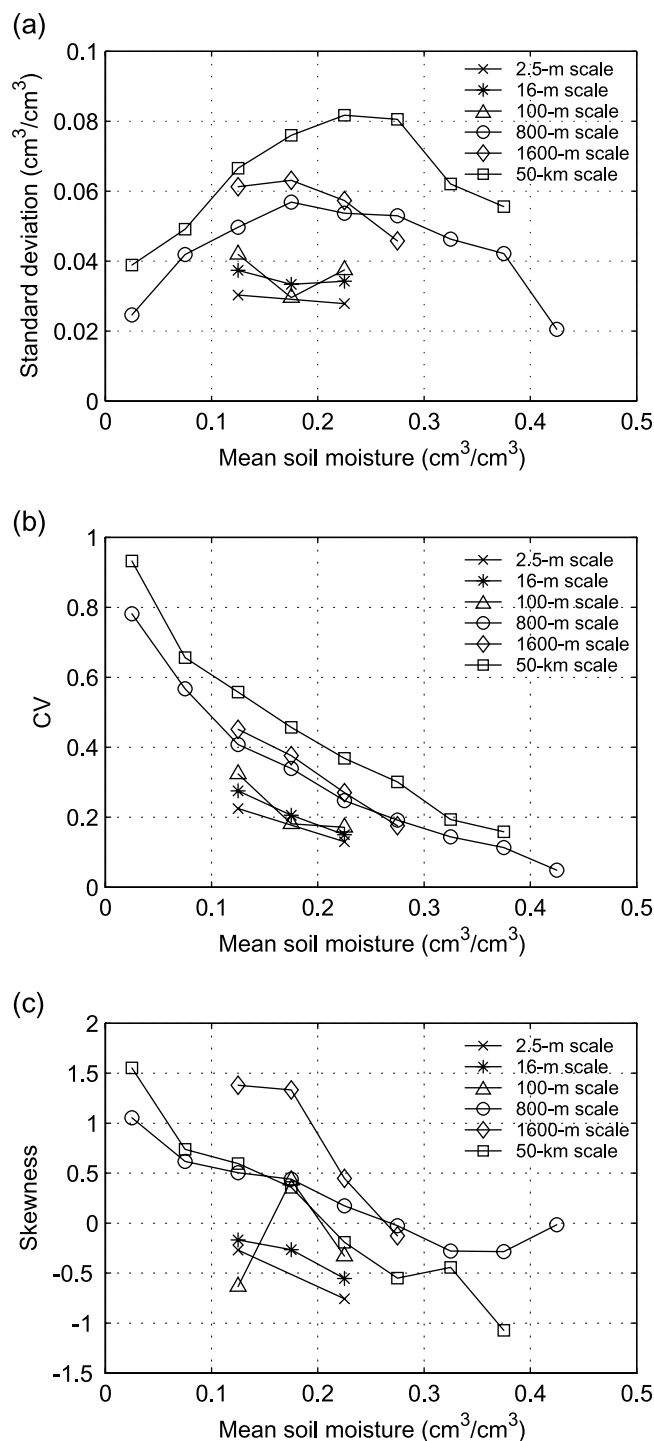 (a)
0.1
0.08
0.06
0.04
0.02
0
0 0.1 0.2 0.3 0.4 0.5
Standard deviation (cm³/cm³)
Mean soil moisture (cm³/cm³)
2.5-m scale
16-m scale
100-m scale
800-m scale
1600-m scale
50-km scale
(b)
1
0.8
0.6
0.4
0.2
0
0 0.1 0.2 0.3 0.4 0.5
CV
Mean soil moisture (cm³/cm³)
2.5-m scale
16-m scale
100-m scale
800-m scale
1600-m scale
50-km scale
(c)
2
1.5
1
0.5
0
-0.5
-1
-1.5
0 0.1 0.2 0.3 0.4 0.5
Skewness
Mean soil moisture (cm³/cm³)
2.5-m scale
16-m scale
100-m scale
800-m scale
1600-m scale
50-km scale